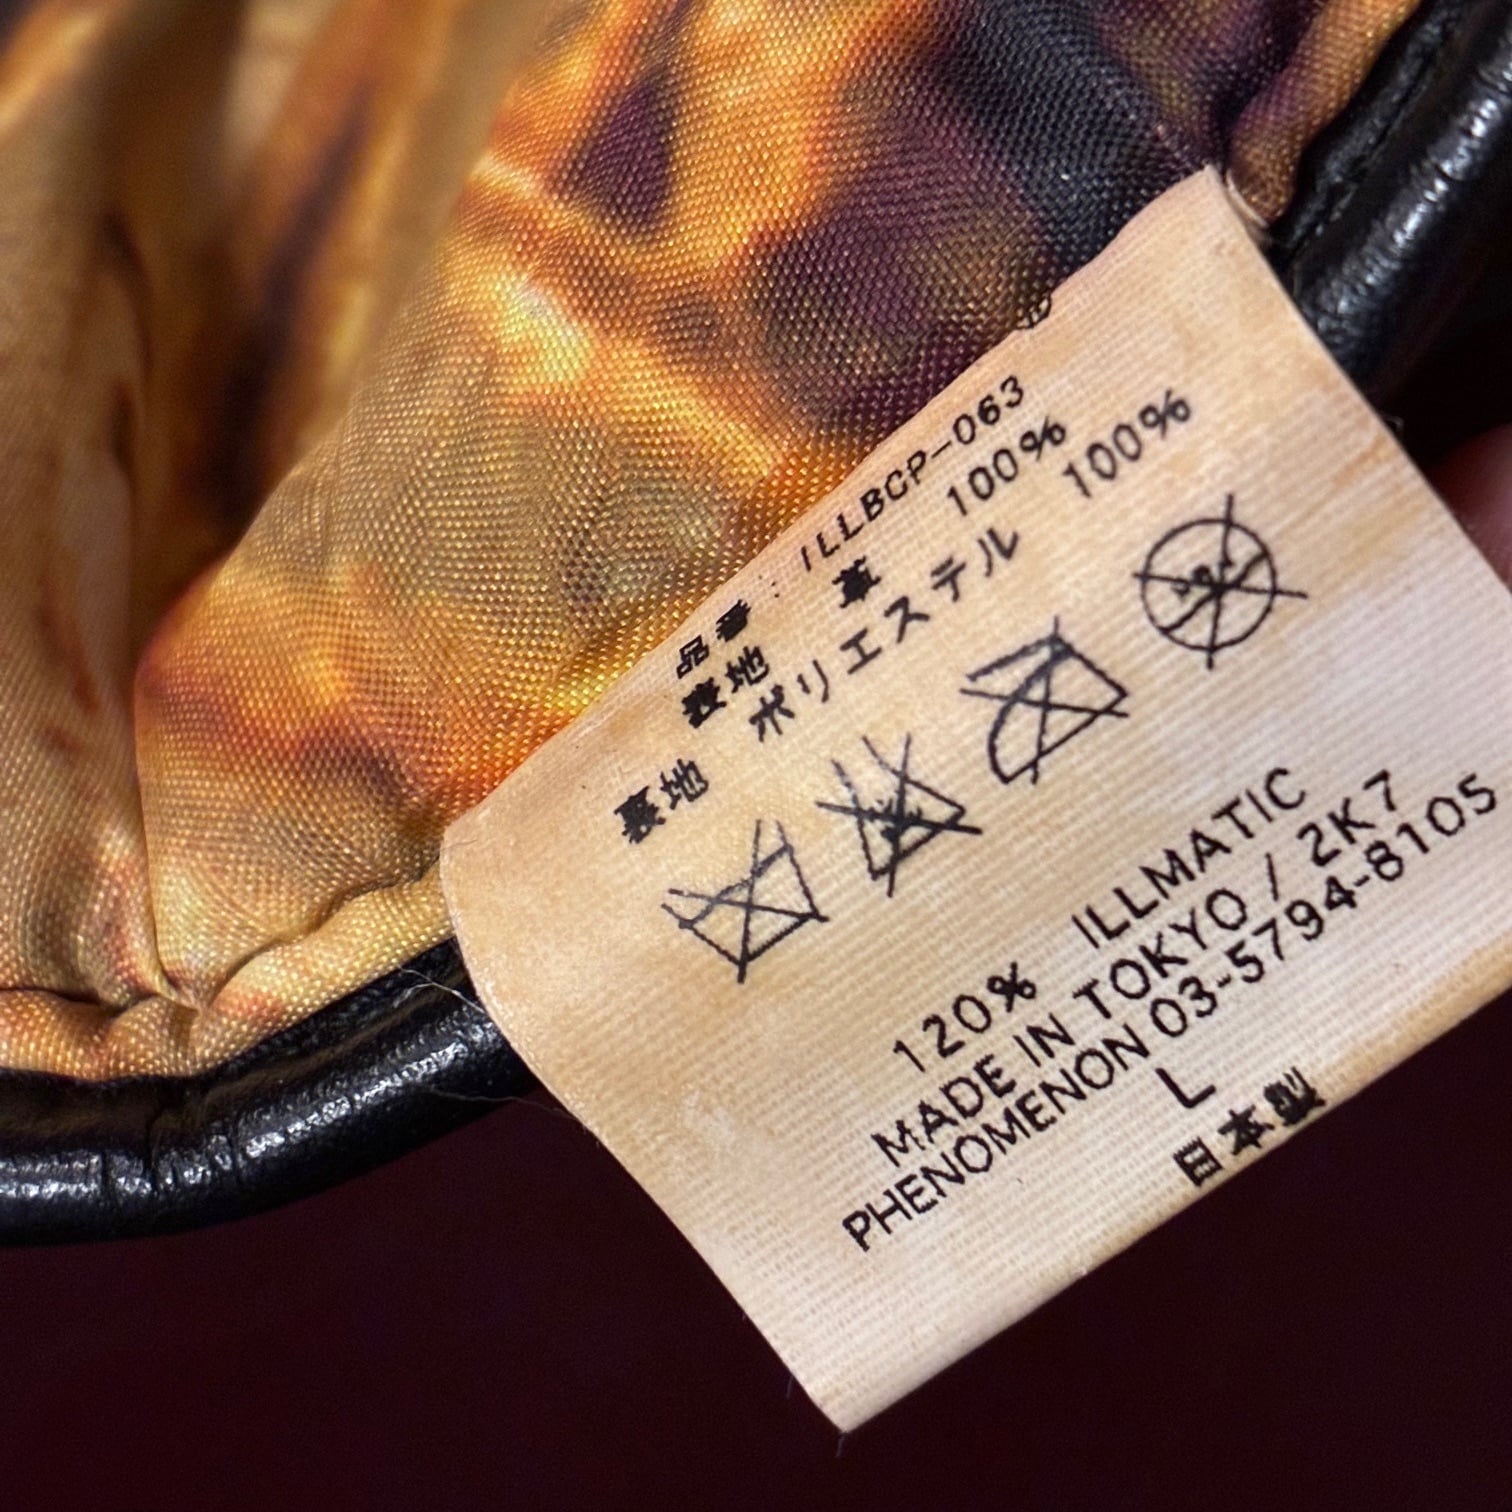 品番: ILLBCP-063
表地 革 100%
裏地 ポリエステル 100%
120% ILLMATIC
MADE IN TOKYO / 2K7
PHENOMENON 03-5794-8105
L
日本製